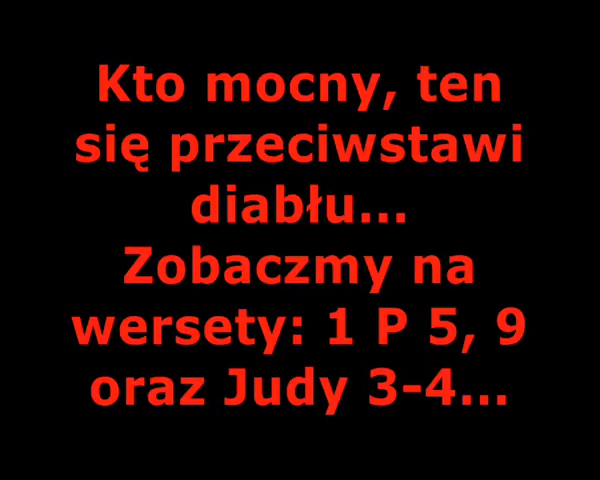 Kto mocny, ten
się przeciwstawi
diabłu...
Zobaczmy na
wersety: 1 P 5, 9
oraz Judy 3-4...